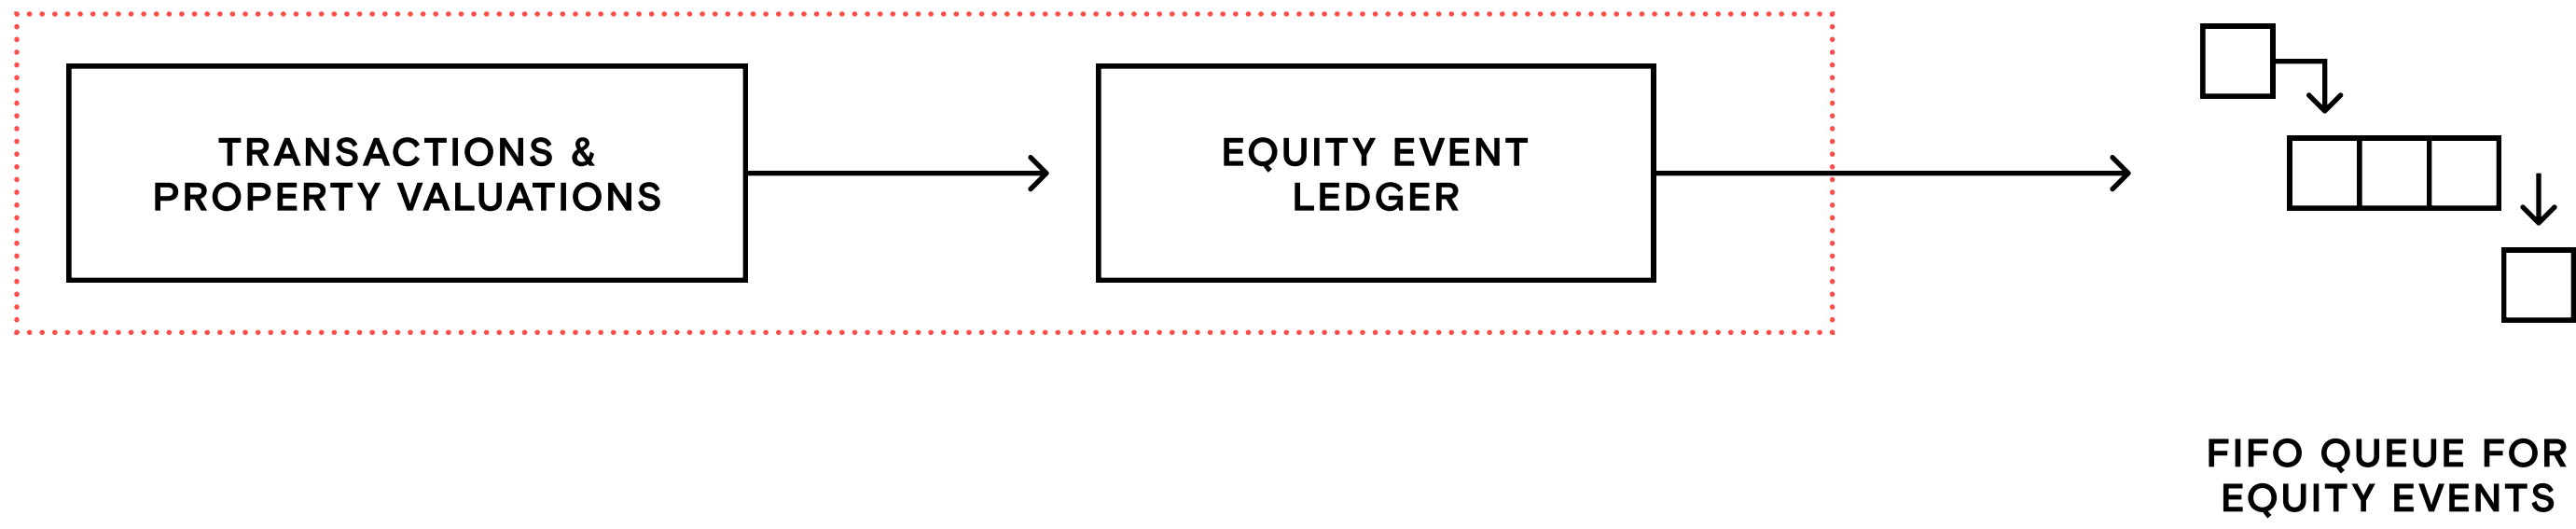 TRANSACTIONS &
PROPERTY VALUATIONS
EQUITY EVENT
LEDGER
FIFO QUEUE FOR
EQUITY EVENTS